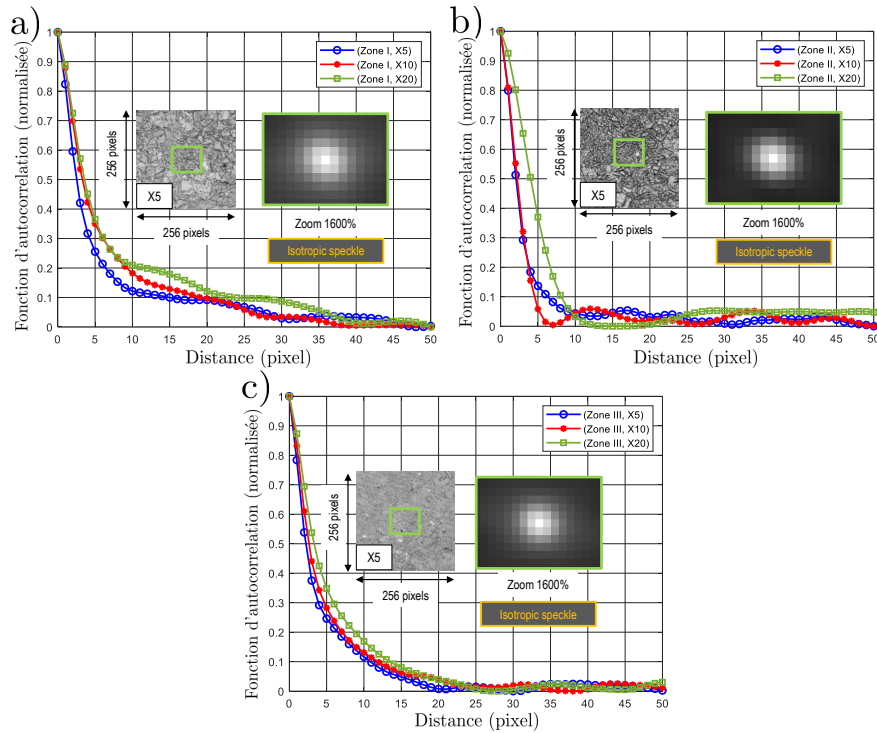 a)
Fonction d'autocorrelation (normalisée)
1
0.9
0.8
0.7
0.6
0.5
0.4
0.3
0.2
0.1
0
0 5 10 15 20 25 30 35 40 45 50
Distance (pixel)
(Zone I, X5)
(Zone I, X10)
(Zone I, X20)
256 pixels
X5
256 pixels
Zoom 1600%
Isotropic speckle
b)
Fonction d'autocorrelation (normalisée)
1
0.9
0.8
0.7
0.6
0.5
0.4
0.3
0.2
0.1
0
0 5 10 15 20 25 30 35 40 45 50
Distance (pixel)
(Zone II, X5)
(Zone II, X10)
(Zone II, X20)
256 pixels
X5
256 pixels
Zoom 1600%
Isotropic speckle
c)
Fonction d'autocorrelation (normalisée)
1
0.9
0.8
0.7
0.6
0.5
0.4
0.3
0.2
0.1
0
0 5 10 15 20 25 30 35 40 45 50
Distance (pixel)
(Zone III, X5)
(Zone III, X10)
(Zone III, X20)
256 pixels
X5
256 pixels
Zoom 1600%
Isotropic speckle